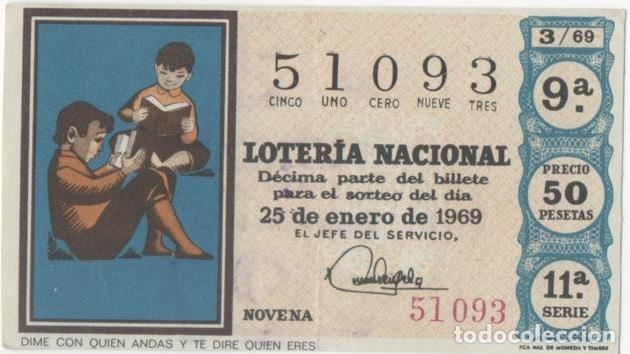 3/69
51093
CINCO UNO CERO NUEVE TRES
9ª.
LOTERÍA NACIONAL
Décima parte del billete
para el sorteo del día
25 de enero de 1969
EL JEFE DEL SERVICIO,
PRECIO
50
PESETAS
NOVENA
51093
11ª.
SERIE
DIME CON QUIEN ANDAS Y TE DIRE QUIEN ERES
FCA NAL DE MONEDA Y TIMBRE
todocoleccion.net